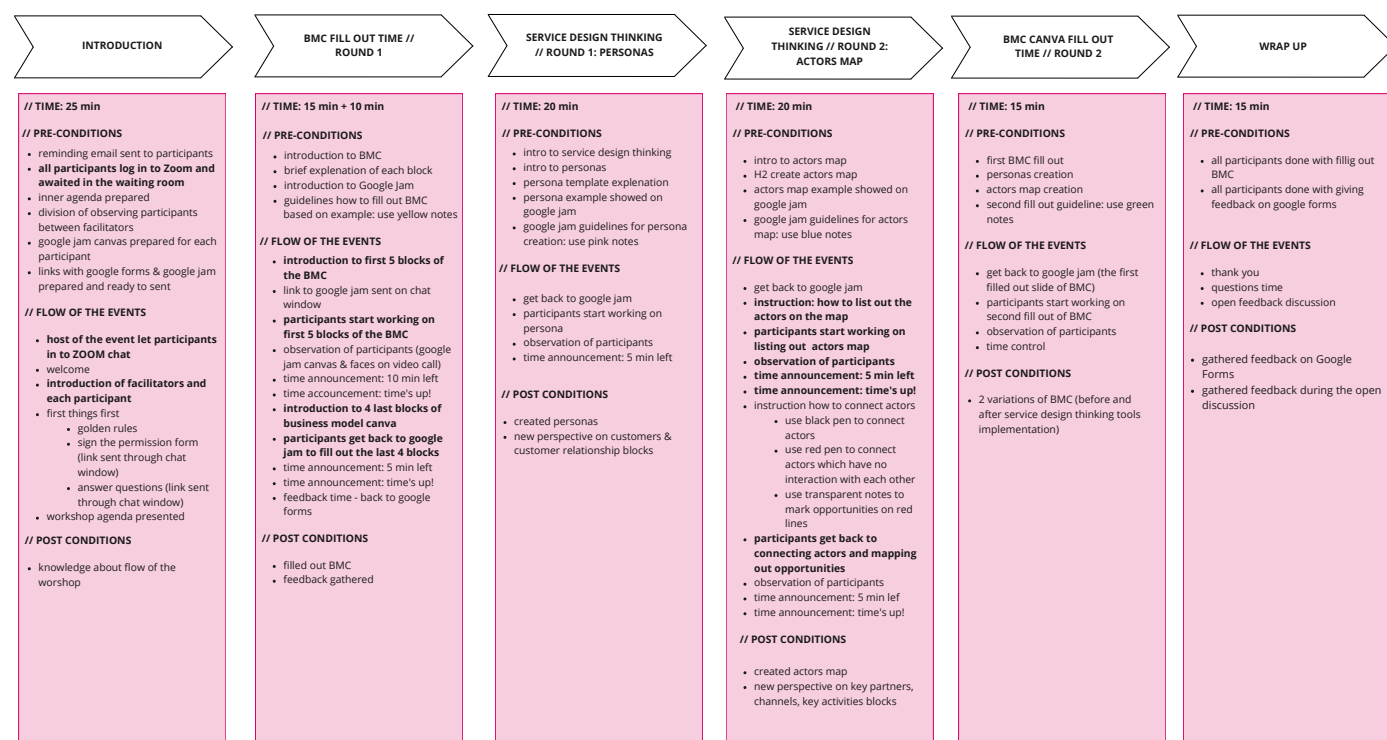 INTRODUCTION
// TIME: 25 min
// PRE-CONDITIONS
• reminding email sent to participants
• all participants log in to Zoom and
awaited in the waiting room
• inner agenda prepared
• division of observing participants
between facilitators
• google jam canvas prepared for each
participant
• links with google forms & google jam
prepared and ready to sent
// FLOW OF THE EVENTS
• host of the event let participants
in to ZOOM chat
• welcome
• introduction of facilitators and
each participant
• first things first
• golden rules
• sign the permission form
(link sent through chat
window)
• answer questions (link sent
through chat window)
• workshop agenda presented
// POST CONDITIONS
• knowledge about flow of the
worshop
BMC FILL OUT TIME //
ROUND 1
// TIME: 15 min + 10 min
// PRE-CONDITIONS
• introduction to BMC
• brief explenation of each block
• introduction to Google Jam
• guidelines how to fill out BMC
based on example: use yellow notes
// FLOW OF THE EVENTS
• introduction to first 5 blocks of
the BMC
• link to google jam sent on chat
window
• participants start working on
first 5 blocks of the BMC
• observation of participants (google
jam canvas & faces on video call)
• time announcement: 10 min left
• time accouncement: time's up!
• introduction to 4 last blocks of
business model canva
• participants get back to google
jam to fill out the last 4 blocks
• time announcement: 5 min left
• time announcement: time's up!
• feedback time - back to google
forms
// POST CONDITIONS
• filled out BMC
• feedback gathered
SERVICE DESIGN THINKING
// ROUND 1: PERSONAS
// TIME: 20 min
// PRE-CONDITIONS
• intro to service design thinking
• intro to personas
• persona template explenation
• persona example showed on
google jam
• google jam guidelines for persona
creation: use pink notes
// FLOW OF THE EVENTS
• get back to google jam
• participants start working on
persona
• observation of participants
• time announcement: 5 min left
// POST CONDITIONS
• created personas
• new perspective on customers &
customer relationship blocks
SERVICE DESIGN
THINKING // ROUND 2:
ACTORS MAP
// TIME: 20 min
// PRE-CONDITIONS
• intro to actors map
• H2 create actors map
• actors map example showed on
google jam
• google jam guidelines for actors
map: use blue notes
// FLOW OF THE EVENTS
• get back to google jam
• instruction: how to list out the
actors on the map
• participants start working on
listing out actors map
• observation of participants
• time announcement: 5 min left
• time announcement: time's up!
• instruction how to connect actors
• use black pen to connect
actors
• use red pen to connect
actors which have no
interaction with each other
• use transparent notes to
mark opportunities on red
lines
• participants get back to
connecting actors and mapping
out opportunities
• observation of participants
• time announcement: 5 min lef
• time announcement: time's up!
// POST CONDITIONS
• created actors map
• new perspective on key partners,
channels, key activities blocks
BMC CANVA FILL OUT
TIME // ROUND 2
// TIME: 15 min
// PRE-CONDITIONS
• first BMC fill out
• personas creation
• actors map creation
• second fill out guideline: use green
notes
// FLOW OF THE EVENTS
• get back to google jam (the first
filled out slide of BMC)
• participants start working on
second fill out of BMC
• observation of participants
• time control
// POST CONDITIONS
• 2 variations of BMC (before and
after service design thinking tools
implementation)
WRAP UP
// TIME: 15 min
// PRE-CONDITIONS
• all participants done with fillig out
BMC
• all participants done with giving
feedback on google forms
// FLOW OF THE EVENTS
• thank you
• questions time
• open feedback discussion
// POST CONDITIONS
• gathered feedback on Google
Forms
• gathered feedback during the open
discussion